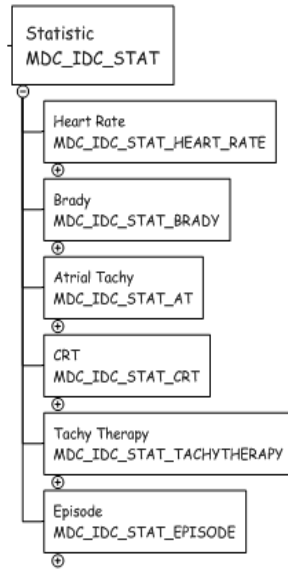 Statistic
MDC_IDC_STAT
Heart Rate
MDC_IDC_STAT_HEART_RATE
Brady
MDC_IDC_STAT_BRADY
Atrial Tachy
MDC_IDC_STAT_AT
CRT
MDC_IDC_STAT_CRT
Tachy Therapy
MDC_IDC_STAT_TACHYTHERAPY
Episode
MDC_IDC_STAT_EPISODE